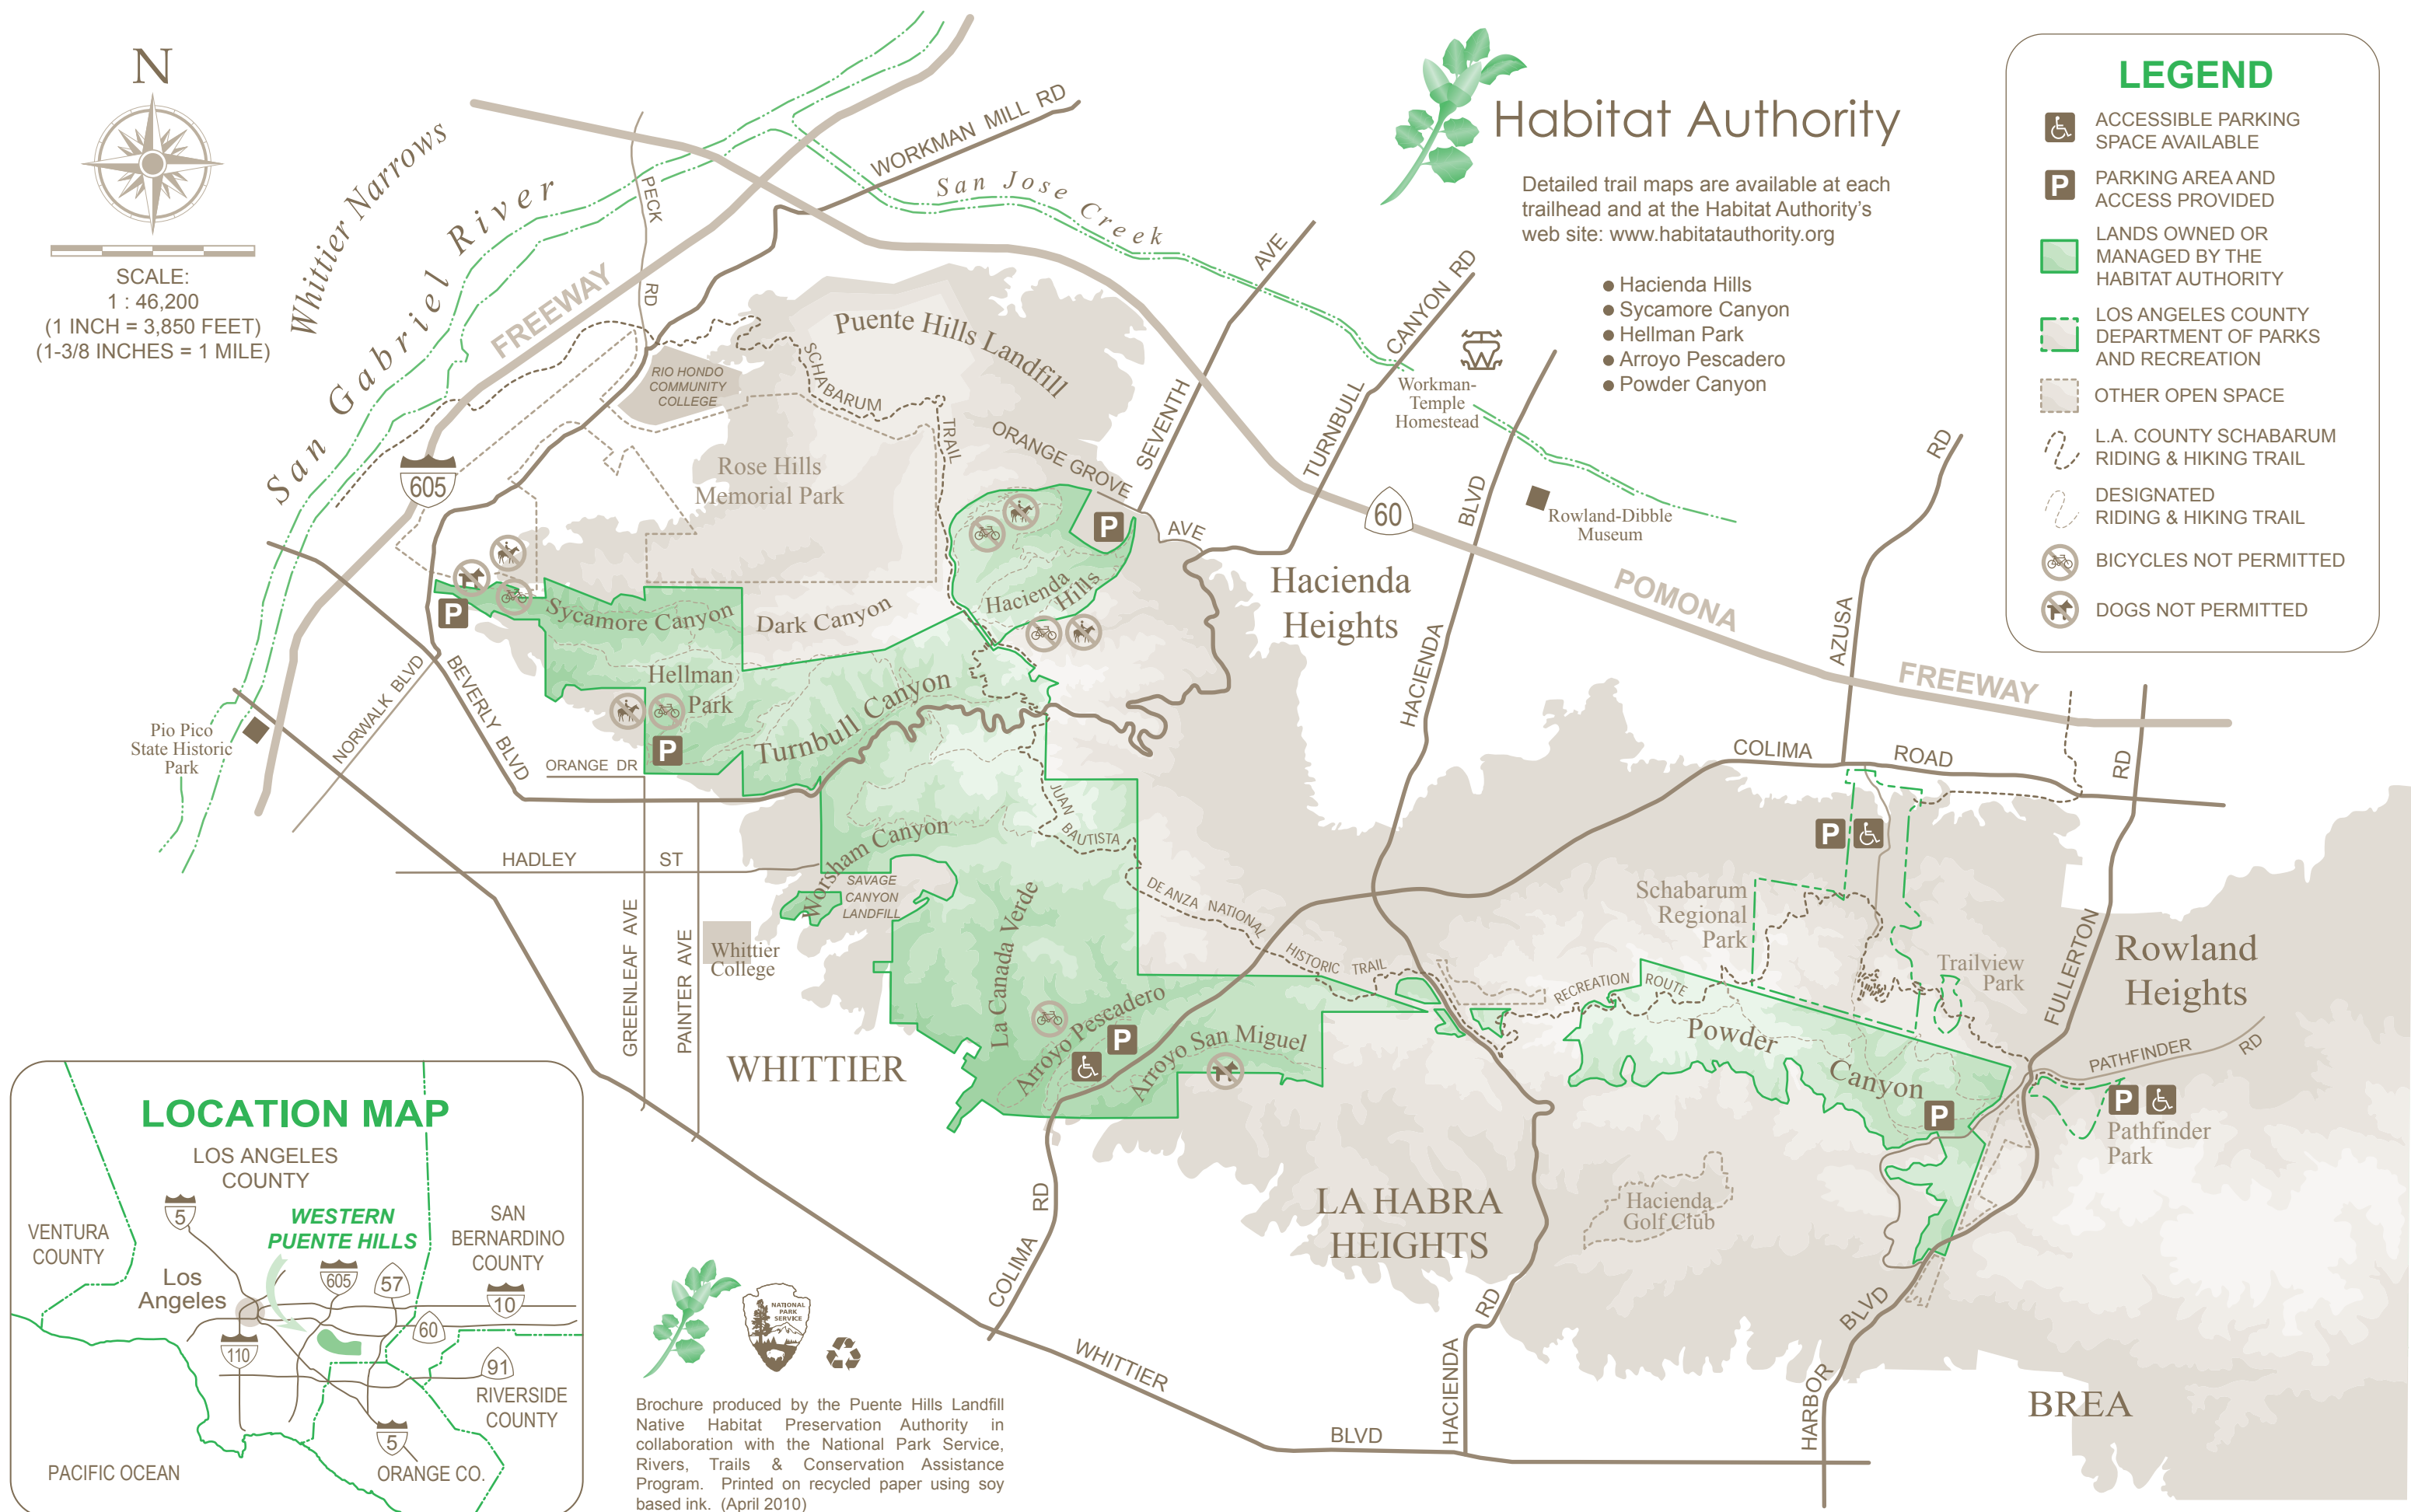 N
SCALE:
1 : 46,200
(1 INCH = 3,850 FEET)
(1-3/8 INCHES = 1 MILE)
Whittier Narrows
San Gabriel River
FREEWAY
605
PECK
RD
WORKMAN MILL RD
San Jose Creek
Habitat Authority
Detailed trail maps are available at each
trailhead and at the Habitat Authority's
web site: www.habitatauthority.org
● Hacienda Hills
● Sycamore Canyon
● Hellman Park
● Arroyo Pescadero
● Powder Canyon
LEGEND
ACCESSIBLE PARKING
SPACE AVAILABLE
P
PARKING AREA AND
ACCESS PROVIDED
LANDS OWNED OR
MANAGED BY THE
HABITAT AUTHORITY
LOS ANGELES COUNTY
DEPARTMENT OF PARKS
AND RECREATION
OTHER OPEN SPACE
L.A. COUNTY SCHABARUM
RIDING & HIKING TRAIL
DESIGNATED
RIDING & HIKING TRAIL
BICYCLES NOT PERMITTED
DOGS NOT PERMITTED
Puente Hills Landfill
SCHABARUM
TRAIL
RIO HONDO
COMMUNITY
COLLEGE
Rose Hills
Memorial Park
ORANGE GROVE
AVE
SEVENTH
AVE
TURNBULL
CANYON RD
Workman-
Temple
Homestead
Rowland-Dibble
Museum
60
POMONA
FREEWAY
HACIENDA
BLVD
AZUSA
RD
P
Hacienda
Hills
Hacienda
Heights
P
Sycamore Canyon
Dark Canyon
Hellman
Park
P
Turnbull Canyon
NORWALK BLVD
BEVERLY BLVD
Pio Pico
State Historic
Park
ORANGE DR
HADLEY
ST
Worsham Canyon
SAVAGE
CANYON
LANDFILL
JUAN
BAUTISTA
DE ANZA NATIONAL
HISTORIC TRAIL
RECREATION ROUTE
GREENLEAF AVE
PAINTER AVE
Whittier
College
WHITTIER
La Canada Verde
Arroyo Pescadero
P
Arroyo San Miguel
COLIMA
ROAD
RD
P
Schabarum
Regional
Park
Trailview
Park
FULLERTON
Rowland
Heights
Powder
Canyon
P
PATHFINDER
RD
P
Pathfinder
Park
LA HABRA
HEIGHTS
Hacienda
Golf Club
COLIMA
RD
WHITTIER
BLVD
HACIENDA
RD
HARBOR
BLVD
BREA
LOCATION MAP
LOS ANGELES
COUNTY
VENTURA
COUNTY
5
WESTERN
PUENTE HILLS
SAN
BERNARDINO
COUNTY
Los
Angeles
605
57
10
60
110
91
RIVERSIDE
COUNTY
5
PACIFIC OCEAN
ORANGE CO.
NATIONAL
PARK
SERVICE
Brochure produced by the Puente Hills Landfill
Native Habitat Preservation Authority in
collaboration with the National Park Service,
Rivers, Trails & Conservation Assistance
Program. Printed on recycled paper using soy
based ink. (April 2010)